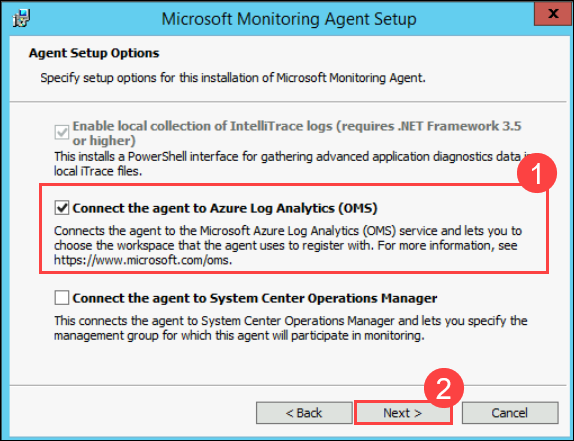 Microsoft Monitoring Agent Setup
x
Agent Setup Options
Specify setup options for this installation of Microsoft Monitoring Agent.
Enable local collection of IntelliTrace logs (requires .NET Framework 3.5
or higher)
This installs a PowerShell interface for gathering advanced application diagnostics data in
local iTrace files.
1
Connect the agent to Azure Log Analytics (OMS)
Connects the agent to the Microsoft Azure Log Analytics (OMS) service and lets you to
choose the workspace that the agent uses to register with. For more information, see
https://www.microsoft.com/oms.
Connect the agent to System Center Operations Manager
This connects the agent to System Center Operations Manager and lets you specify the
management group for which this agent will participate in monitoring.
2
< Back
Next >
Cancel